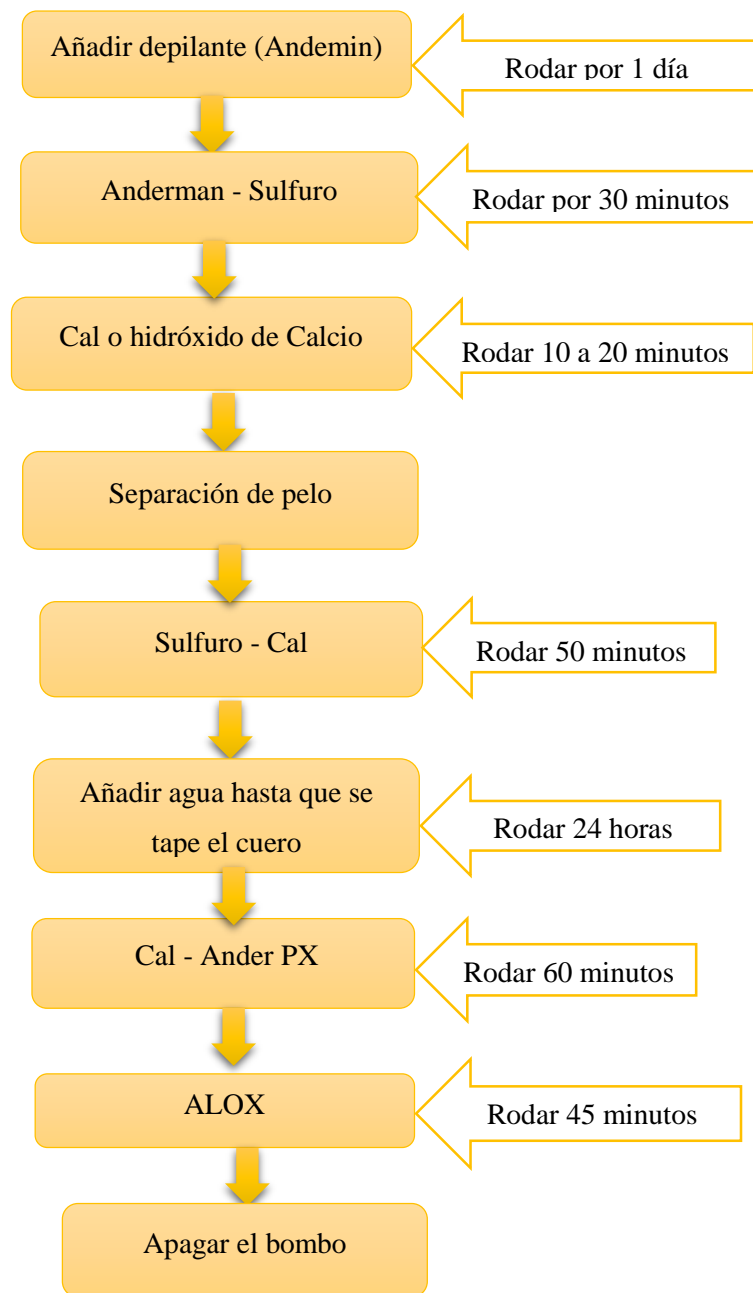 Añadir depilante (Andemin)
Rodar por 1 día
Anderman - Sulfuro
Rodar por 30 minutos
Cal o hidróxido de Calcio
Rodar 10 a 20 minutos
Separación de pelo
Sulfuro - Cal
Rodar 50 minutos
Añadir agua hasta que se
tape el cuero
Rodar 24 horas
Cal - Ander PX
Rodar 60 minutos
ALOX
Rodar 45 minutos
Apagar el bombo